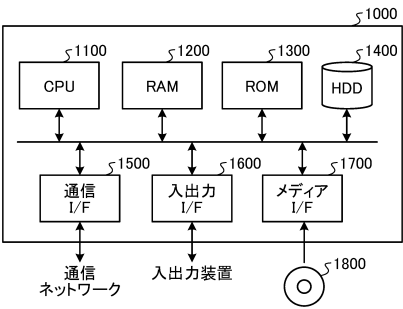 1000
1100
1200
1300
1400
CPU
RAM
ROM
HDD
1500
1600
1700
通信
I/F
入出力
I/F
メディア
I/F
通信
ネットワーク
入出力装置
1800